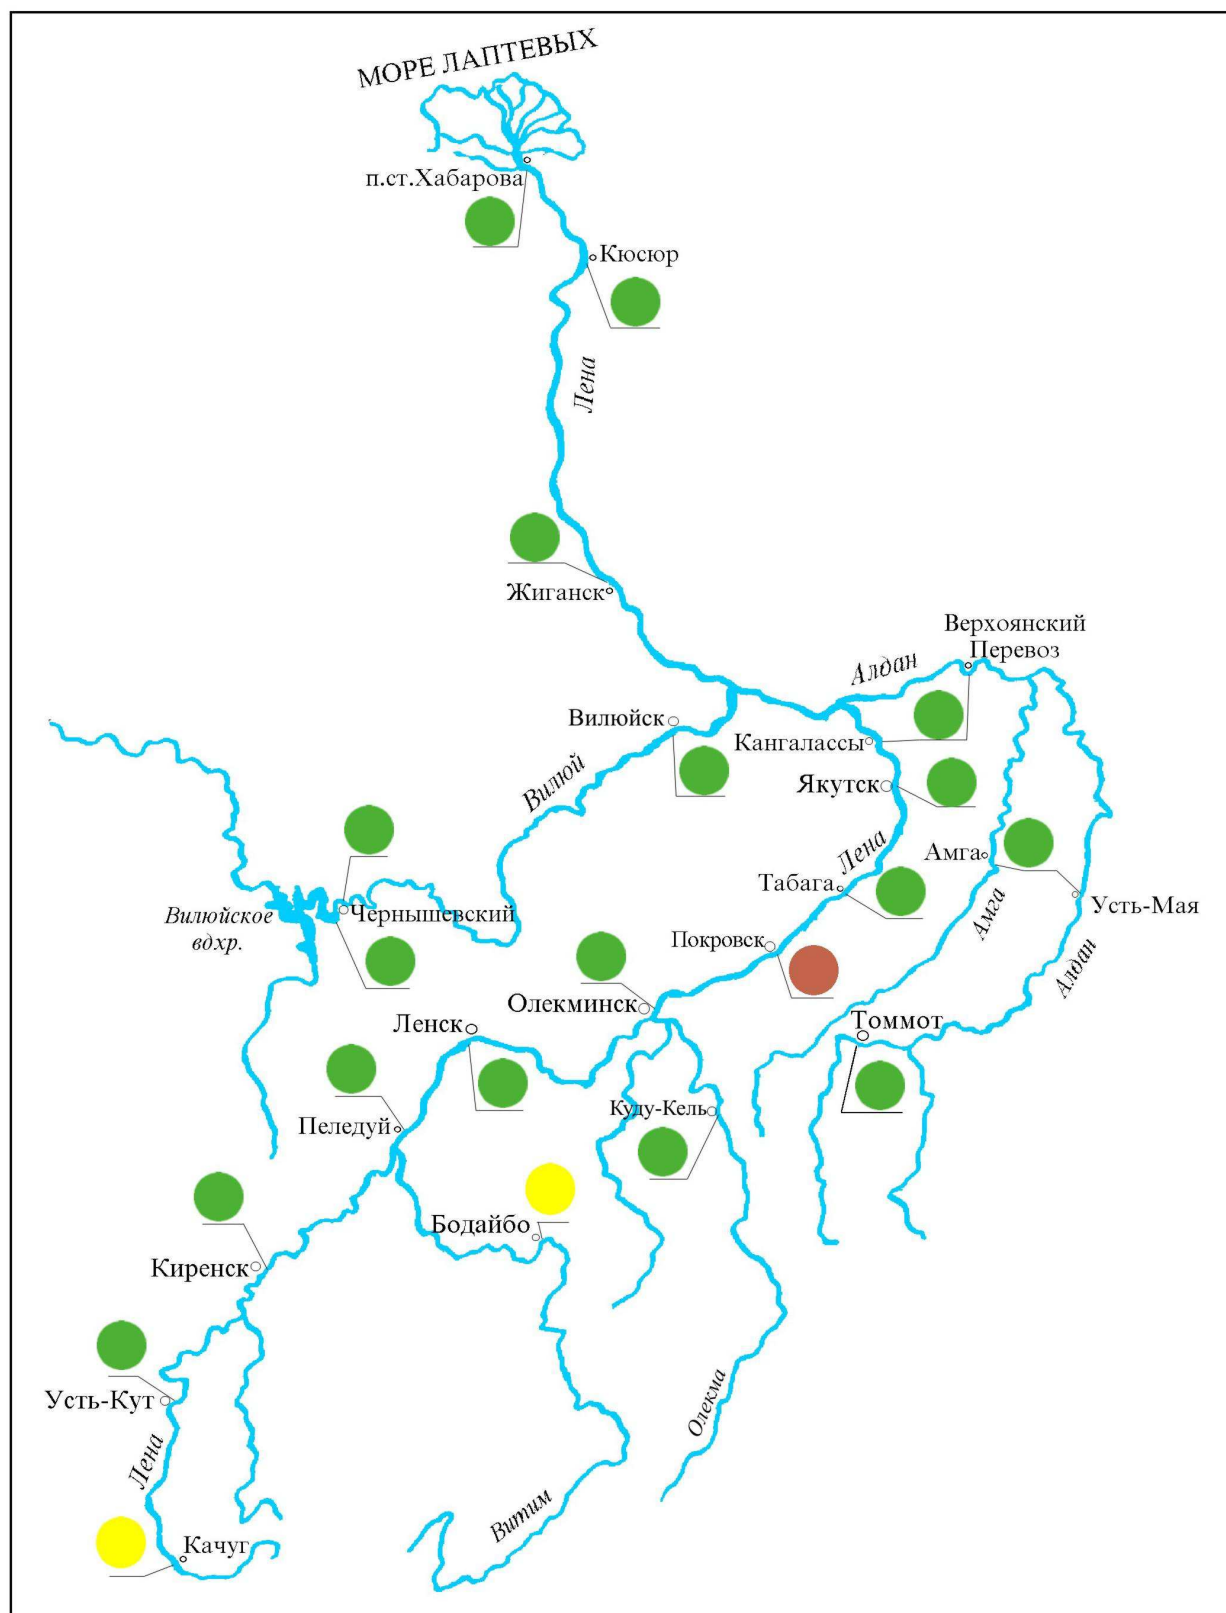 МОРЕ ЛАПТЕВЫХ
п.ст.Хабарова
Кюсюр
Лена
Жиганск
Верхоянский
Перевоз
Алдан
Вилюйск
Кангалассы
Вилюй
Якутск
Лена
Амга
Табага
Усть-Мая
Амга
Вилюйское
вдхр.
Чернышевский
Покровск
Алдан
Олекминск
Ленск
Томмот
Пеледуй
Куду-Кель
Бодайбо
Киренск
Усть-Кут
Олекма
Лена
Витим
Качуг